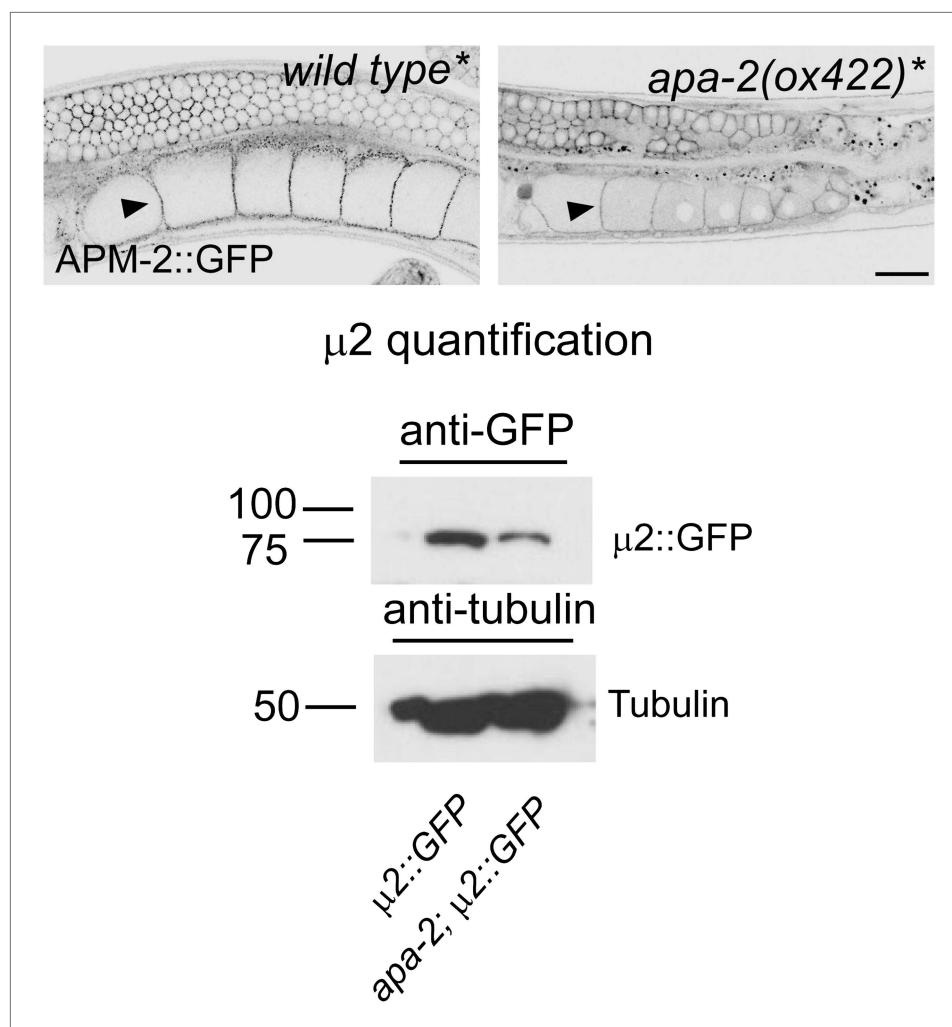 wild type*
apa-2(ox422)*
APM-2::GFP
μ2 quantification
anti-GFP
100
75
μ2::GFP
anti-tubulin
50
Tubulin
μ2::GFP
apa-2; μ2::GFP